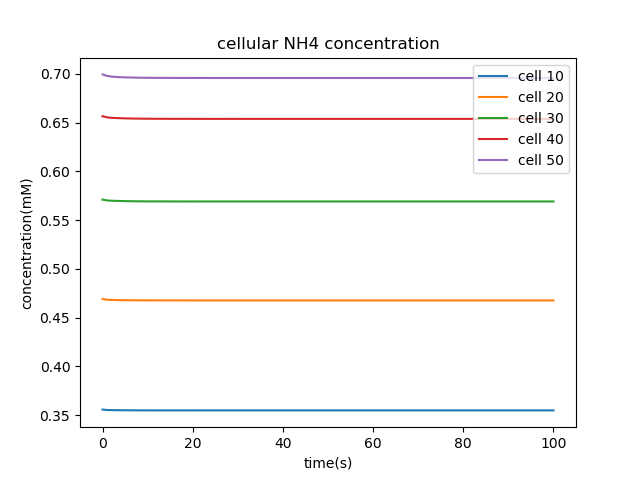 cellular NH4 concentration
concentration(mM)
0.70
0.65
0.60
0.55
0.50
0.45
0.40
0.35
cell 10
cell 20
cell 30
cell 40
cell 50
0
20
40
60
80
100
time(s)